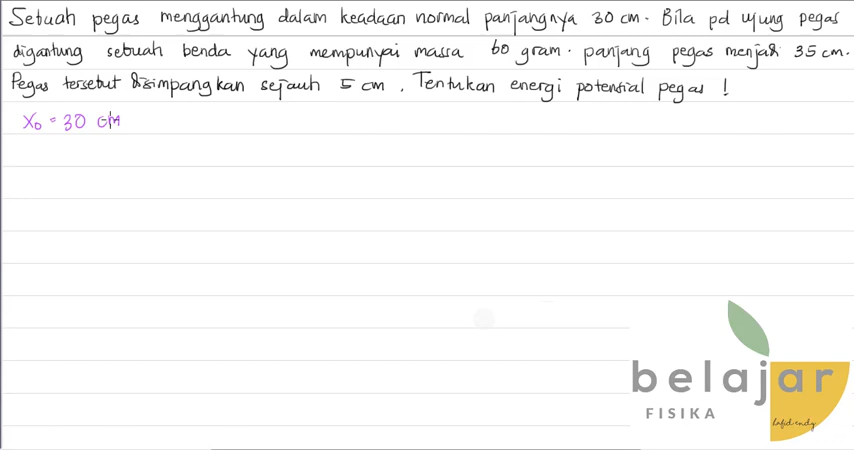 Sebuah pegas menggantung dalam keadaan normal panjangnya 30 cm. Bila pd ujung pegas
digantung sebuah benda yang mempunyai massa 60 gram. panjang pegas menjadi 35 cm.
Pegas tersebut disimpangkan sejauh 5 cm. Tentukan energi potensial pegas !
X₀ = 30 cm
belajar
FISIKA